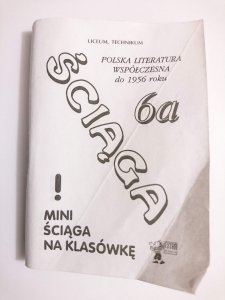 LICEUM, TECHNIKUM
POLSKA LITERATURA
WSPÓŁCZESNA
do 1956 roku
6a
ŚCIĄGA
!
MINI
ŚCIĄGA
NA KLASÓWKĘ